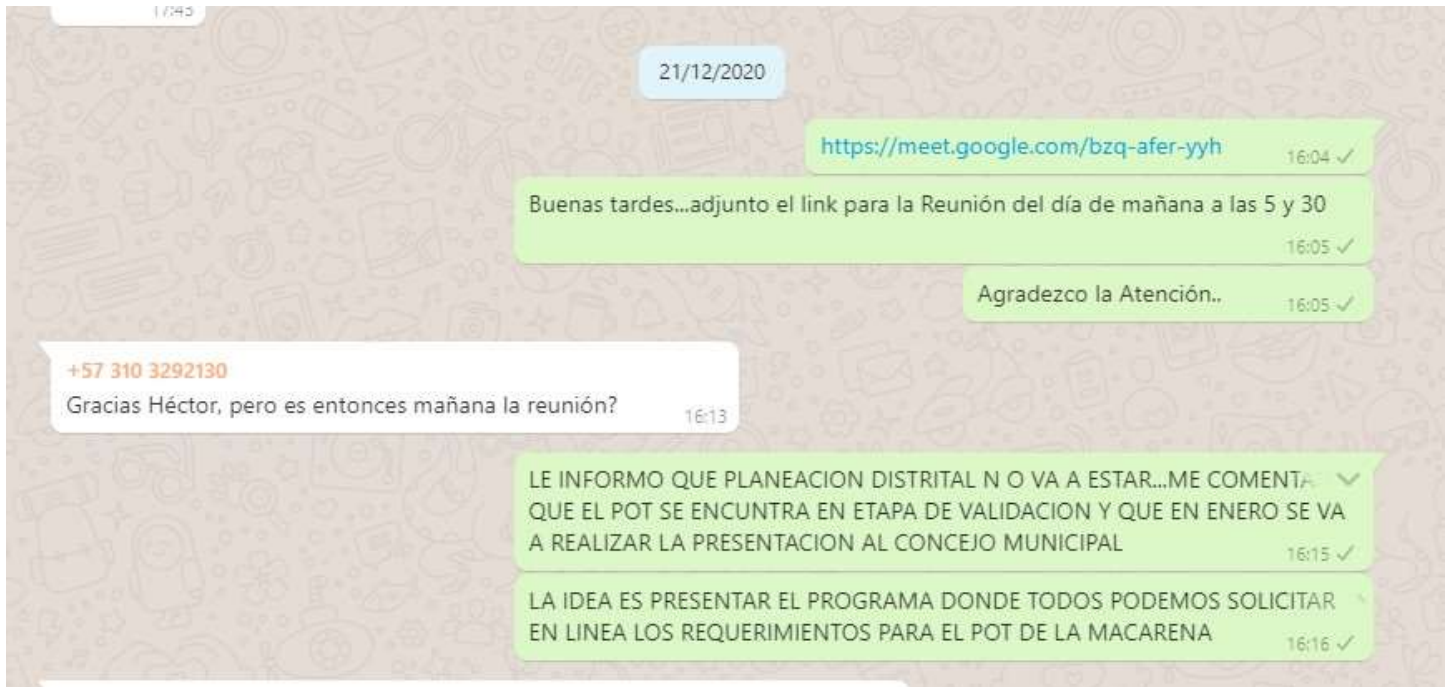 17:43
21/12/2020
https://meet.google.com/bzq-afer-yyh 16:04
Buenas tardes...adjunto el link para la Reunión del día de mañana a las 5 y 30
16:05
Agradezco la Atención.. 16:05
+57 310 3292130
Gracias Héctor, pero es entonces mañana la reunión? 16:13
LE INFORMO QUE PLANEACION DISTRITAL N O VA A ESTAR...ME COMENTA
QUE EL POT SE ENCUNTRA EN ETAPA DE VALIDACION Y QUE EN ENERO SE VA
A REALIZAR LA PRESENTACION AL CONCEJO MUNICIPAL 16:15
LA IDEA ES PRESENTAR EL PROGRAMA DONDE TODOS PODEMOS SOLICITAR
EN LINEA LOS REQUERIMIENTOS PARA EL POT DE LA MACARENA 16:16